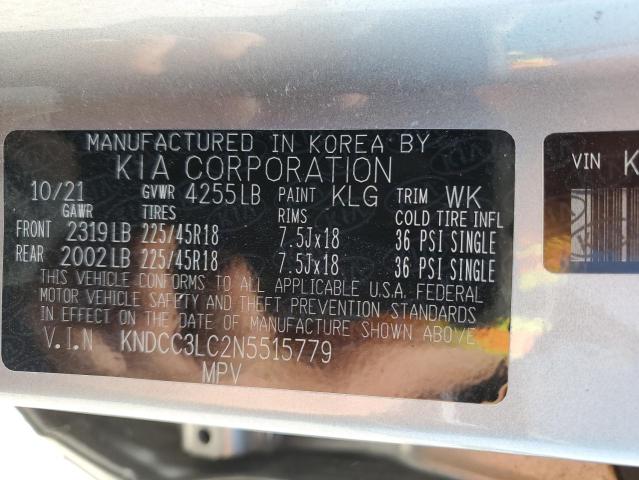 MANUFACTURED IN KOREA BY
KIA CORPORATION
10/21 GVWR 4255LB PAINT KLG TRIM WK
GAWR TIRES RIMS COLD TIRE INFL
FRONT 2319LB 225/45R18 7.5Jx18 36 PSI SINGLE
REAR 2002LB 225/45R18 7.5Jx18 36 PSI SINGLE
THIS VEHICLE CONFORMS TO ALL APPLICABLE U.S.A. FEDERAL
MOTOR VEHICLE SAFETY AND THEFT PREVENTION STANDARDS
IN EFFECT ON THE DATE OF MANUFACTURE SHOWN ABOVE
V.I.N KNDCC3LC2N5515779
MPV
VIN K